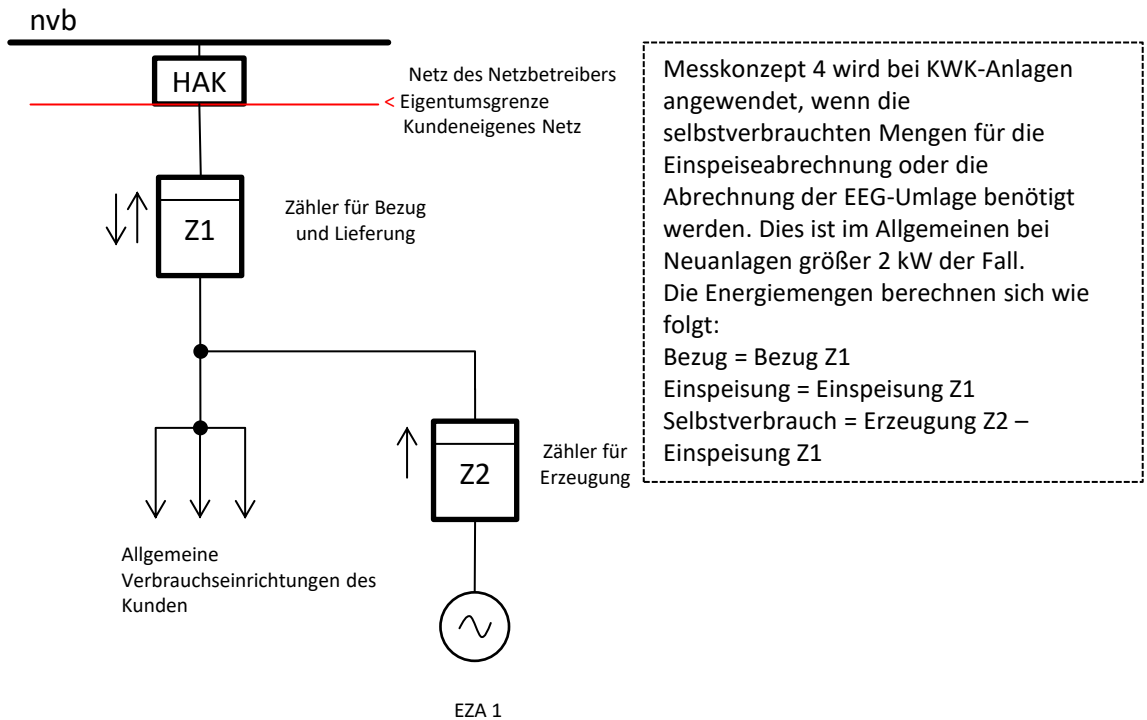 nvb
HAK
Netz des Netzbetreibers
< Eigentumsgrenze
Kundeneigenes Netz
Z1
Zähler für Bezug
und Lieferung
Z2
Zähler für
Erzeugung
Allgemeine
Verbrauchseinrichtungen des
Kunden
EZA 1
Messkonzept 4 wird bei KWK-Anlagen
angewendet, wenn die
selbstverbrauchten Mengen für die
Einspeiseabrechnung oder die
Abrechnung der EEG-Umlage benötigt
werden. Dies ist im Allgemeinen bei
Neuanlagen größer 2 kW der Fall.
Die Energiemengen berechnen sich wie
folgt:
Bezug = Bezug Z1
Einspeisung = Einspeisung Z1
Selbstverbrauch = Erzeugung Z2 –
Einspeisung Z1